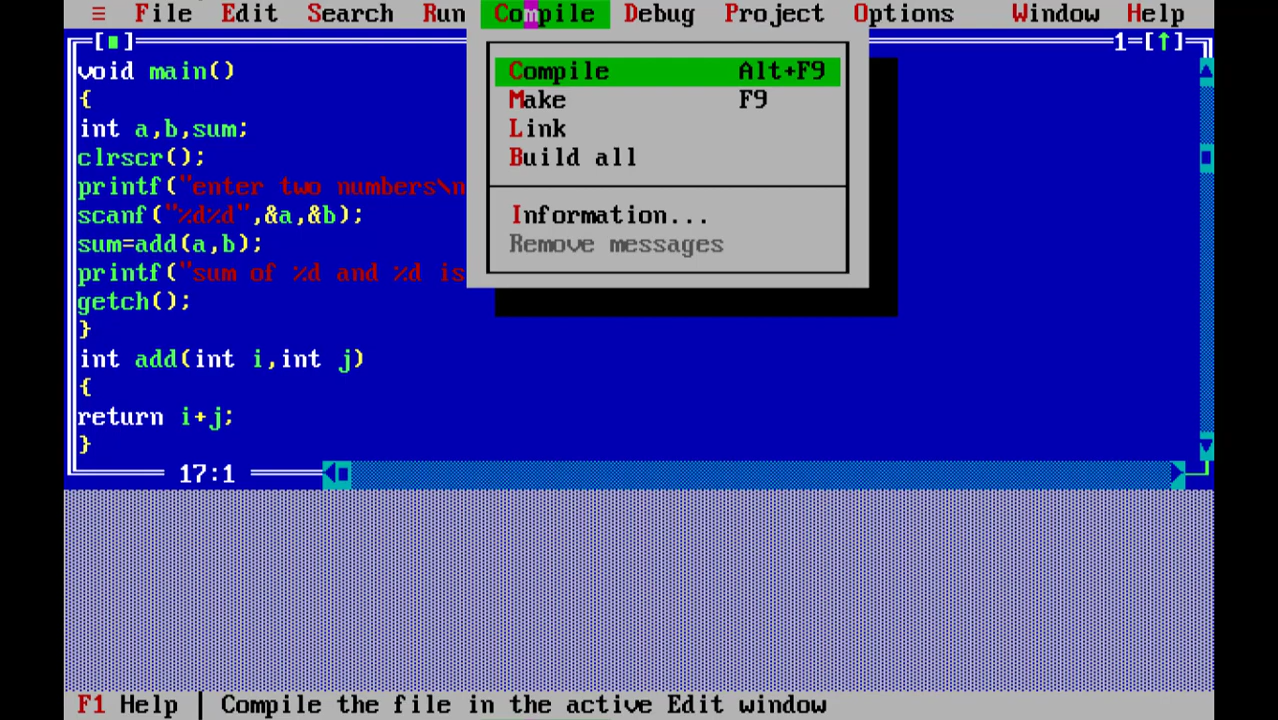 ≡ File Edit Search Run Compile Debug Project Options Window Help
[■] 1=[↑]
void main()
{
int a,b,sum;
clrscr();
printf("enter two numbers\n
scanf("%d%d",&a,&b);
sum=add(a,b);
printf("sum of %d and %d is
getch();
}
int add(int i,int j)
{
return i+j;
}
17:1
Compile Alt+F9
Make F9
Link
Build all
Information...
Remove messages
F1 Help | Compile the file in the active Edit window